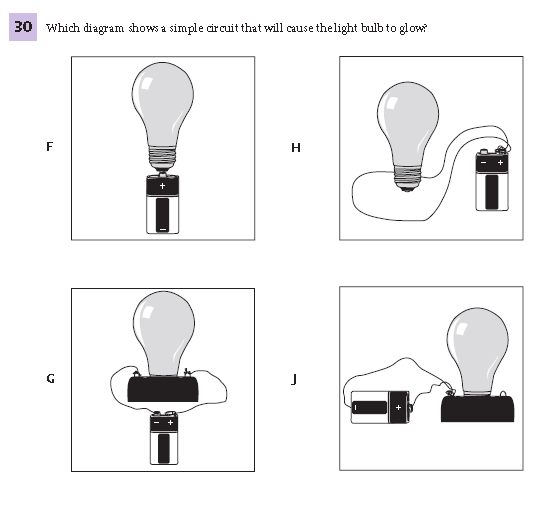 30 Which diagram shows a simple circuit that will cause the light bulb to glow?
F
+
–
H
– +
G
– +
J
– +